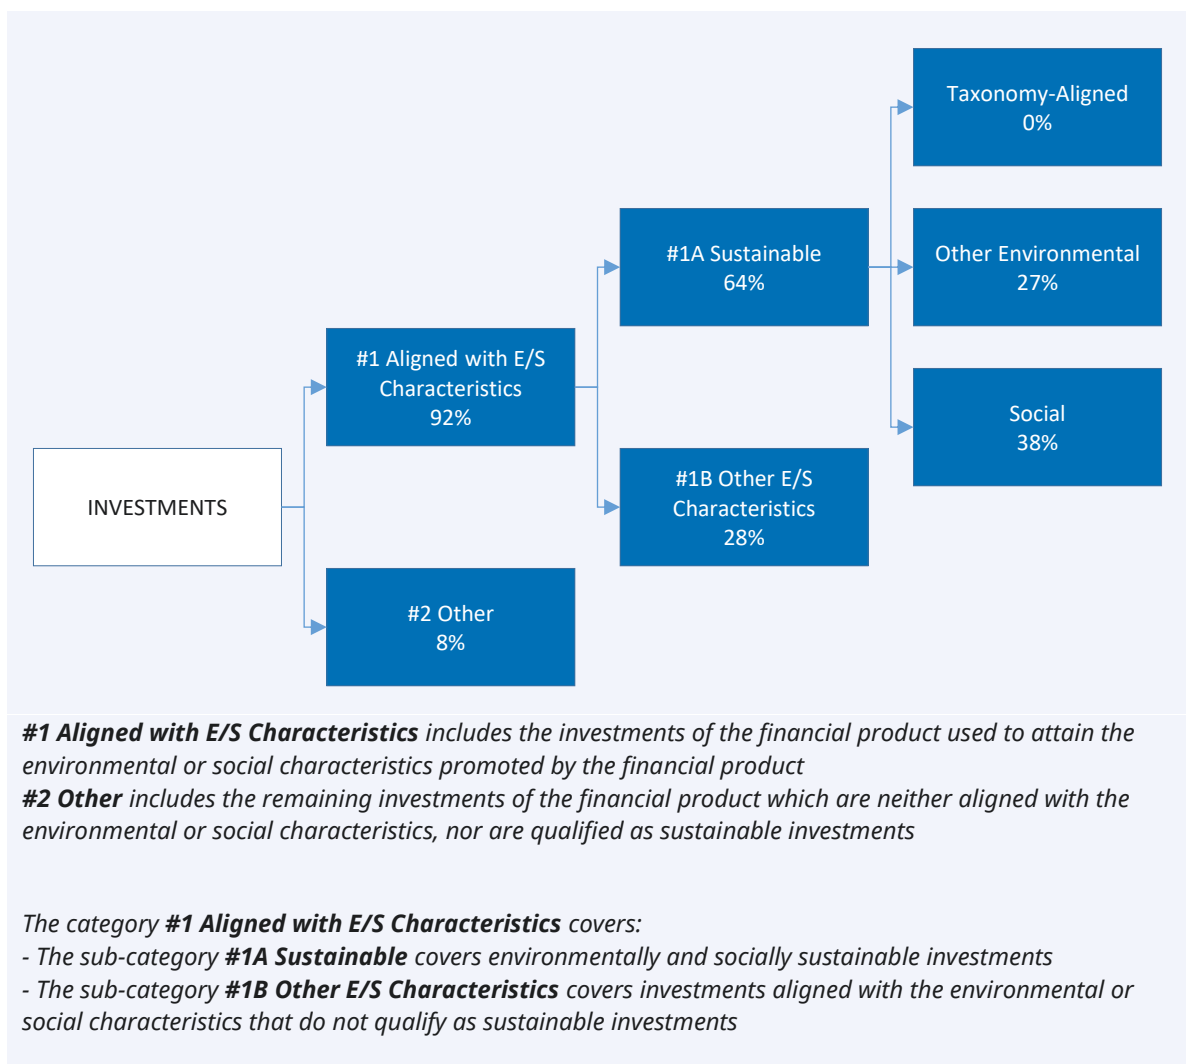 Taxonomy-Aligned
0%
#1A Sustainable
64%
Other Environmental
27%
#1 Aligned with E/S
Characteristics
92%
Social
38%
INVESTMENTS
#1B Other E/S
Characteristics
28%
#2 Other
8%
#1 Aligned with E/S Characteristics includes the investments of the financial product used to attain the
environmental or social characteristics promoted by the financial product
#2 Other includes the remaining investments of the financial product which are neither aligned with the
environmental or social characteristics, nor are qualified as sustainable investments
The category #1 Aligned with E/S Characteristics covers:
- The sub-category #1A Sustainable covers environmentally and socially sustainable investments
- The sub-category #1B Other E/S Characteristics covers investments aligned with the environmental or
social characteristics that do not qualify as sustainable investments